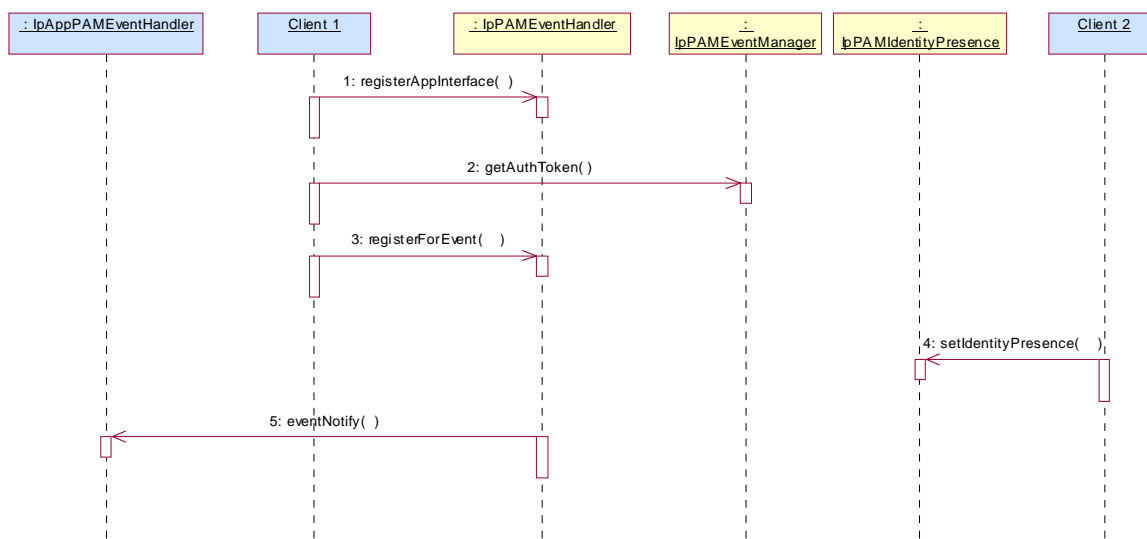 : IpAppPAMEventHandler
Client 1
: IpPAMEventHandler
:
IpPAMEventManager
:
IpPAMIdentityPresence
Client 2
1: registerAppInterface( )
2: getAuthToken( )
3: registerForEvent( )
4: setIdentityPresence( )
5: eventNotify( )